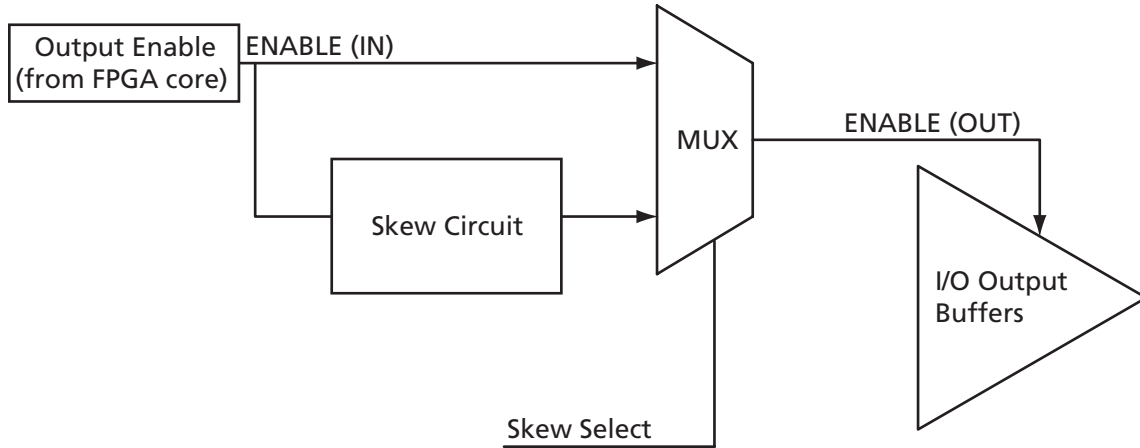 Output Enable
(from FPGA core)
ENABLE (IN)
MUX
ENABLE (OUT)
Skew Circuit
I/O Output
Buffers
Skew Select